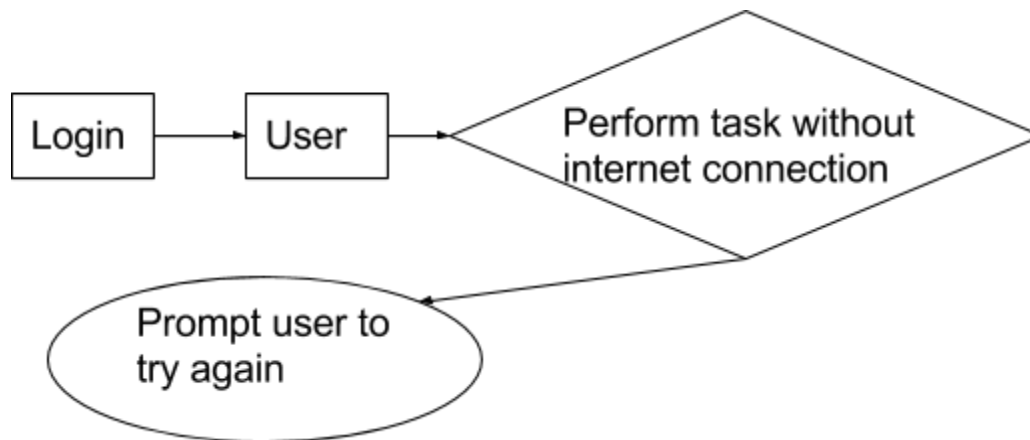 Login
User
Perform task without
internet connection
Prompt user to
try again